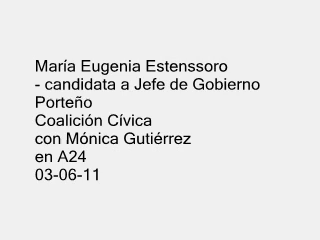 María Eugenia Estenssoro
- candidata a Jefe de Gobierno
Porteño
Coalición Cívica
con Mónica Gutiérrez
en A24
03-06-11